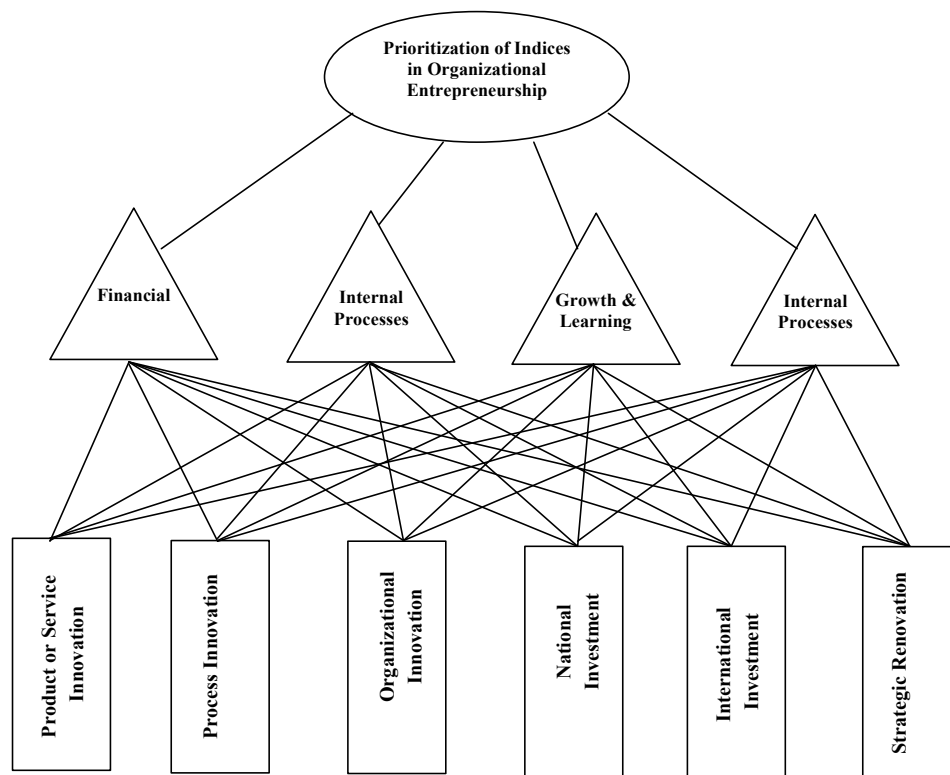 Prioritization of Indices
in Organizational
Entrepreneurship
Financial
Internal
Processes
Growth &
Learning
Internal
Processes
Product or Service
Innovation
Process Innovation
Organizational
Innovation
National
Investment
International
Investment
Strategic Renovation